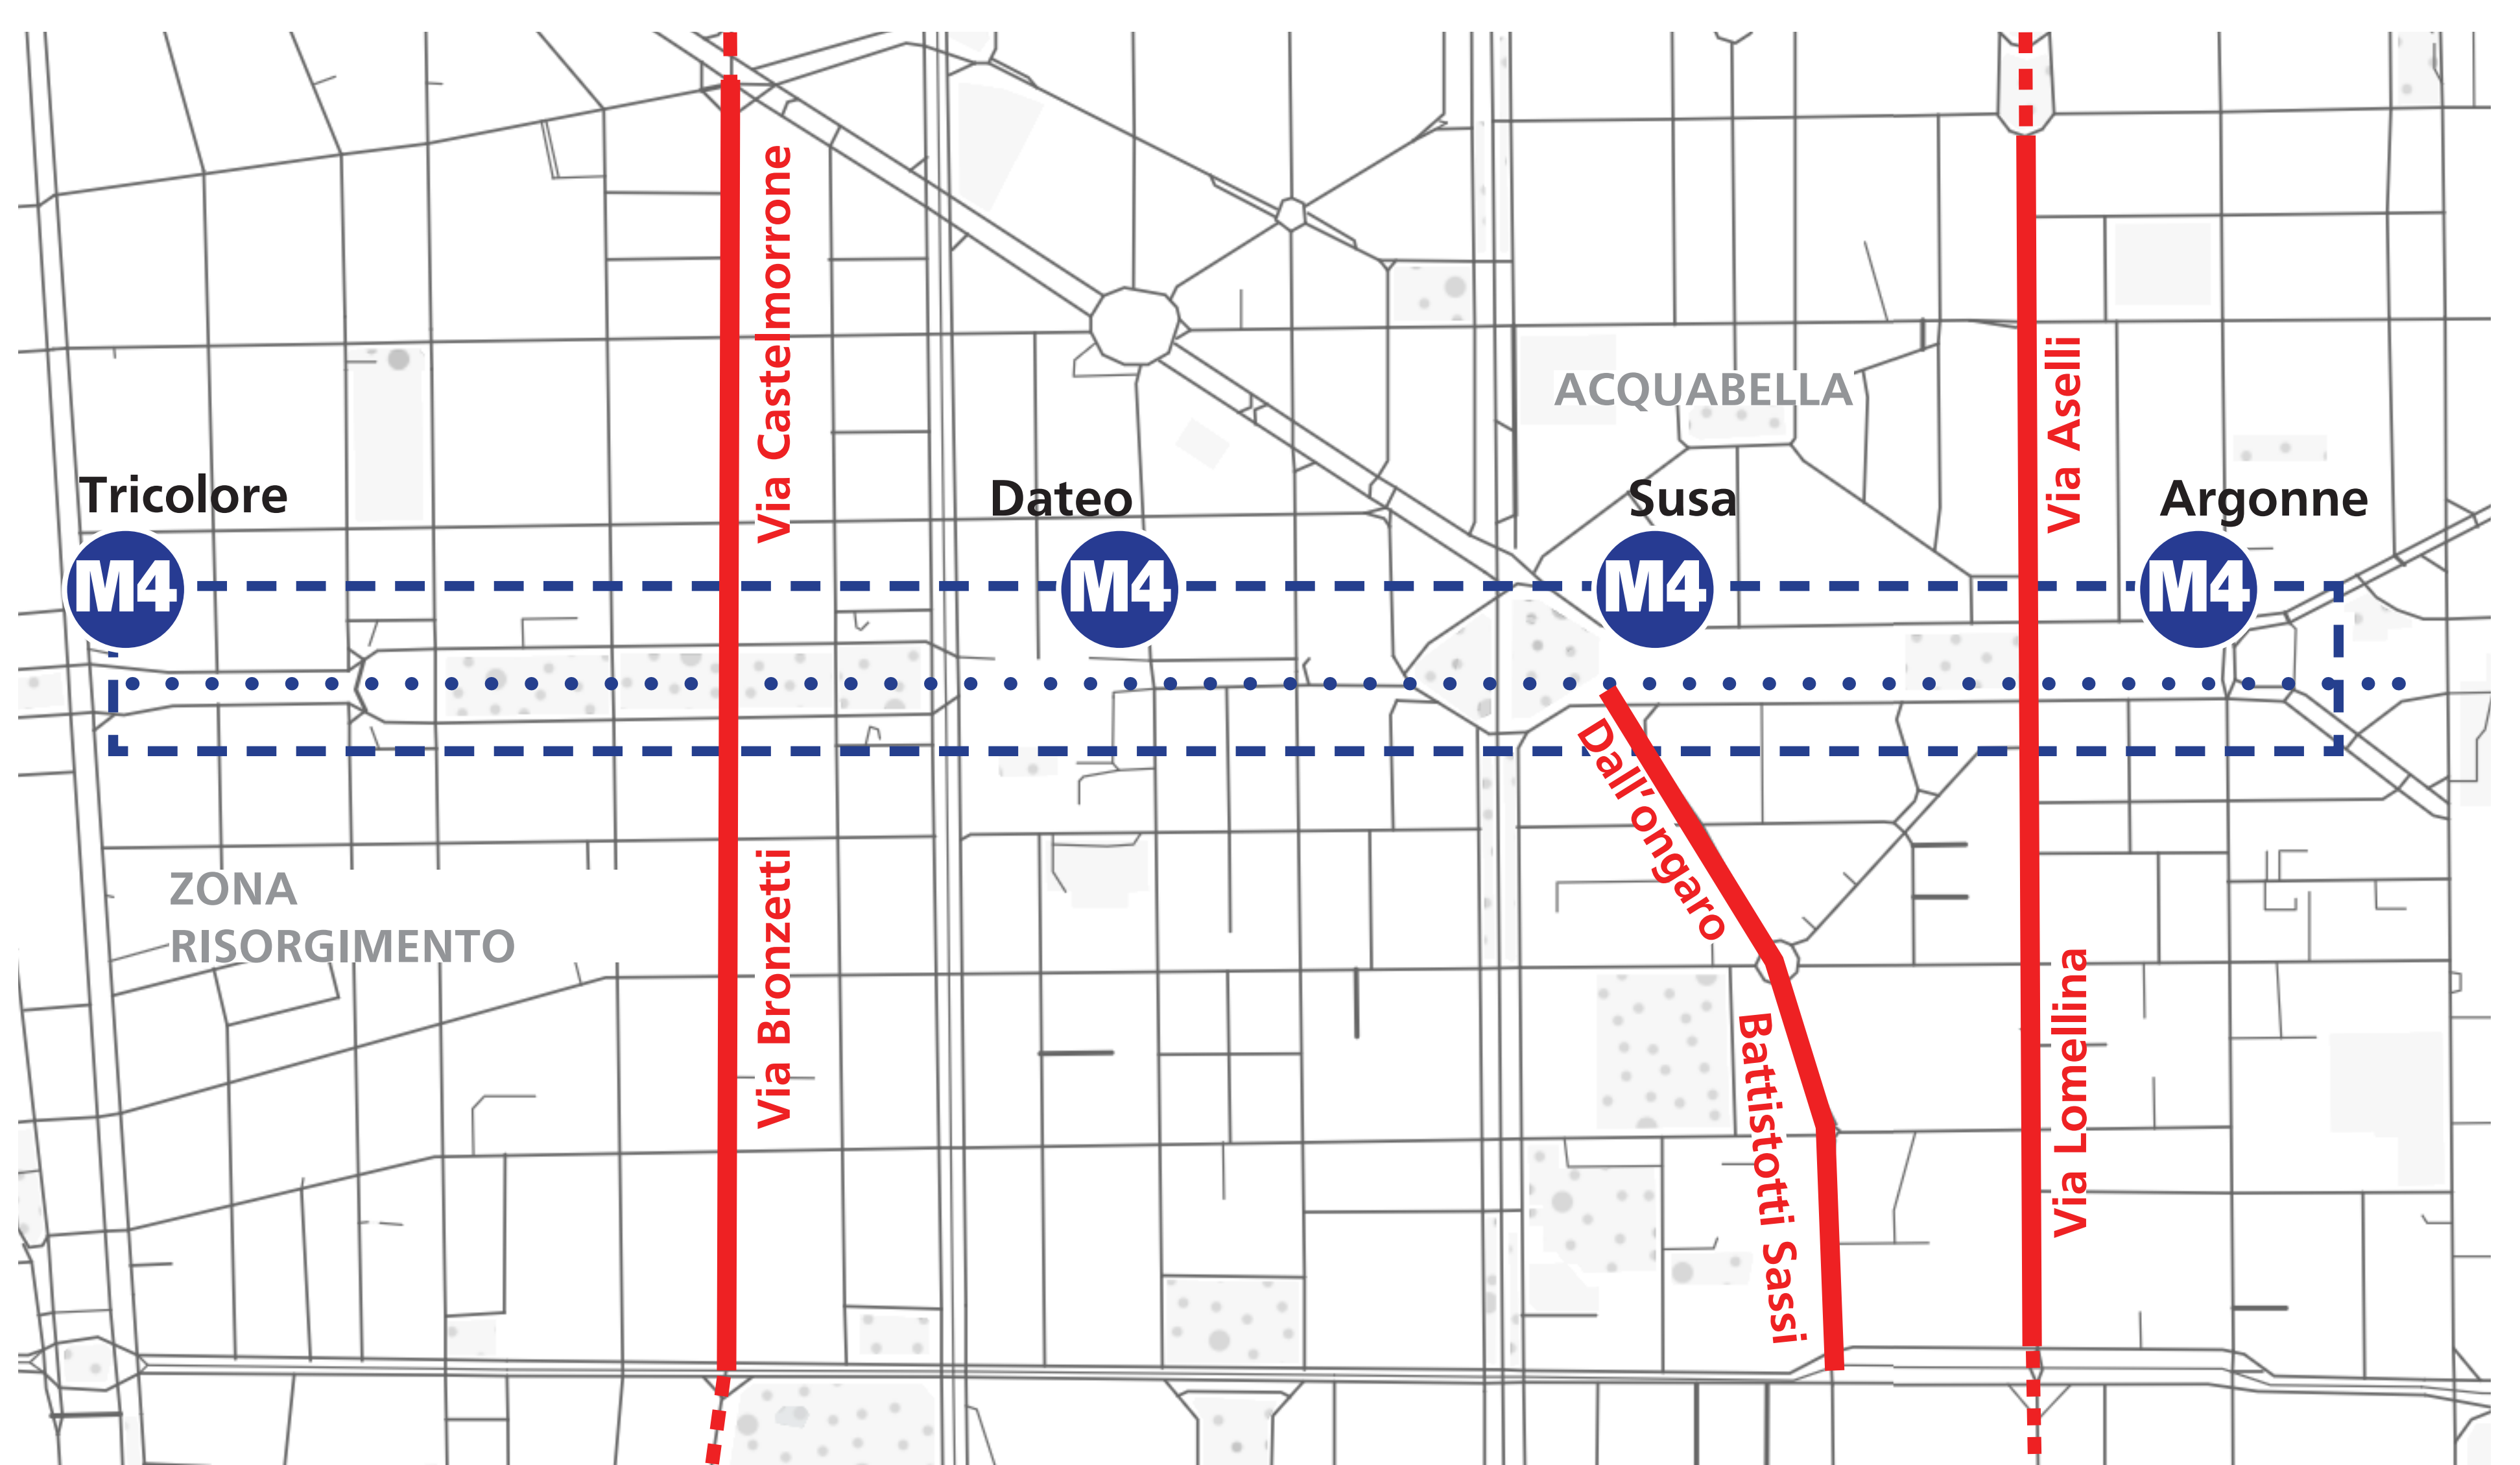 Via Castelmorrone
Via Aselli
ACQUABELLA
Tricolore
Dateo
Susa
Argonne
M4
M4
M4
M4
Dall’ongaro
ZONA
RISORGIMENTO
Via Bronzetti
Battistotti Sassi
Via Lomellina